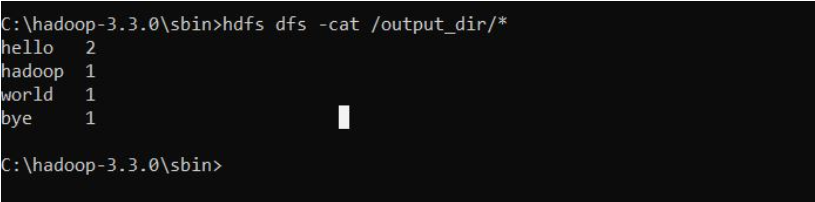 C:\hadoop-3.3.0\sbin>hdfs dfs -cat /output_dir/*
hello   2
hadoop  1
world   1
bye     1
C:\hadoop-3.3.0\sbin>